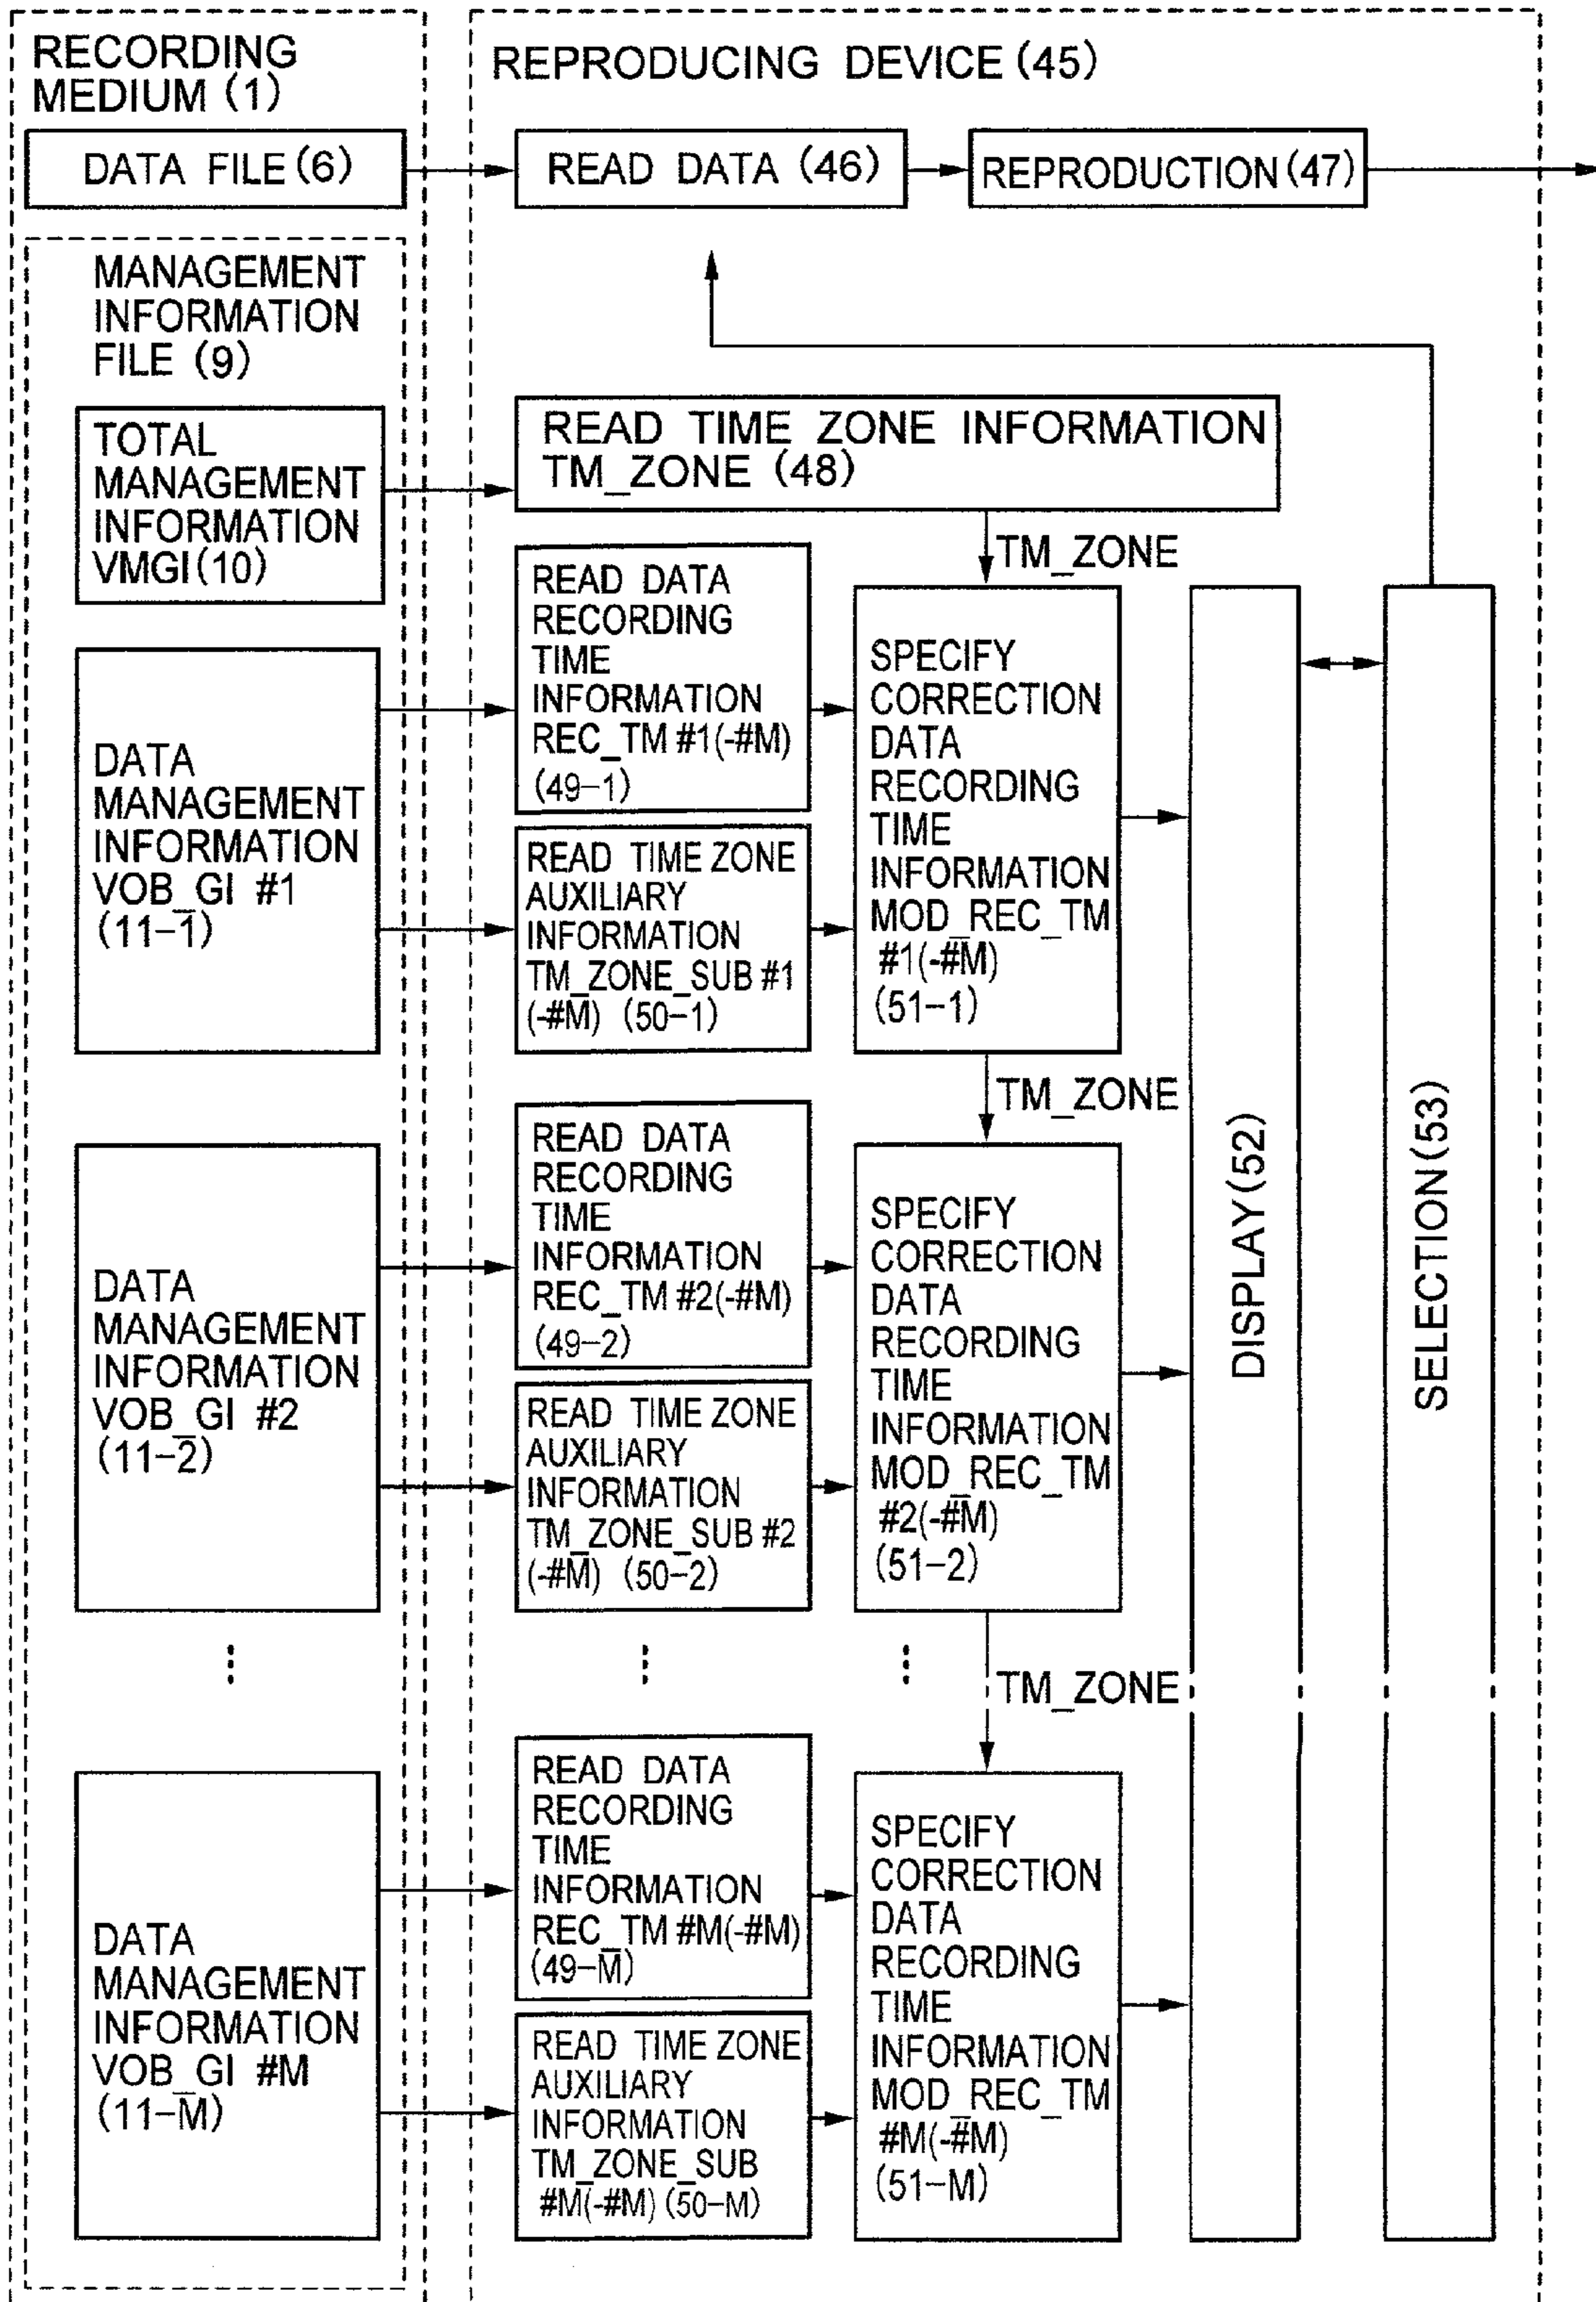 RECORDING
MEDIUM (1)
DATA FILE (6)
MANAGEMENT
INFORMATION
FILE (9)
TOTAL
MANAGEMENT
INFORMATION
VMGI (10)
DATA
MANAGEMENT
INFORMATION
VOB_GI #1
(11-1)
DATA
MANAGEMENT
INFORMATION
VOB_GI #2
(11-2)
DATA
MANAGEMENT
INFORMATION
VOB_GI #M
(11-M)
REPRODUCING DEVICE (45)
READ DATA (46)
REPRODUCTION (47)
READ TIME ZONE INFORMATION
TM_ZONE (48)
TM_ZONE
READ DATA
RECORDING
TIME
INFORMATION
REC_TM #1(-#M)
(49-1)
READ TIME ZONE
AUXILIARY
INFORMATION
TM_ZONE_SUB #1
(-#M) (50-1)
SPECIFY
CORRECTION
DATA
RECORDING
TIME
INFORMATION
MOD_REC_TM
#1(-#M)
(51-1)
TM_ZONE
READ DATA
RECORDING
TIME
INFORMATION
REC_TM #2(-#M)
(49-2)
READ TIME ZONE
AUXILIARY
INFORMATION
TM_ZONE_SUB #2
(-#M) (50-2)
SPECIFY
CORRECTION
DATA
RECORDING
TIME
INFORMATION
MOD_REC_TM
#2(-#M)
(51-2)
TM_ZONE
READ DATA
RECORDING
TIME
INFORMATION
REC_TM #M(-#M)
(49-M)
READ TIME ZONE
AUXILIARY
INFORMATION
TM_ZONE_SUB
#M(-#M) (50-M)
SPECIFY
CORRECTION
DATA
RECORDING
TIME
INFORMATION
MOD_REC_TM
#M(-#M)
(51-M)
DISPLAY (52)
SELECTION (53)